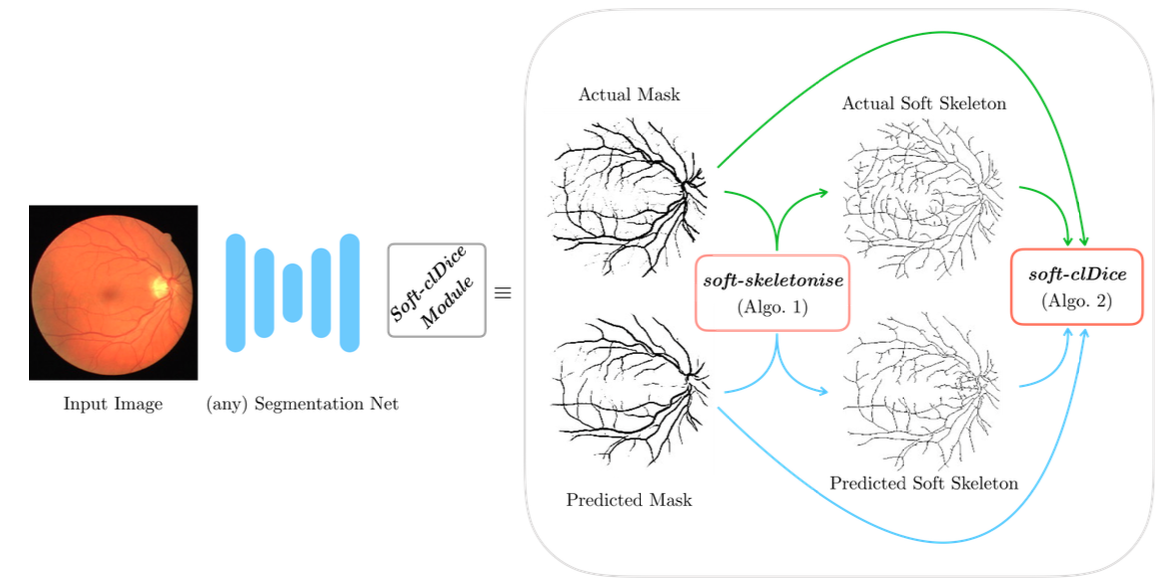 Input Image
(any) Segmentation Net
Soft-clDice
Module
≡
Actual Mask
Actual Soft Skeleton
soft-skeletonise
(Algo. 1)
soft-clDice
(Algo. 2)
Predicted Mask
Predicted Soft Skeleton